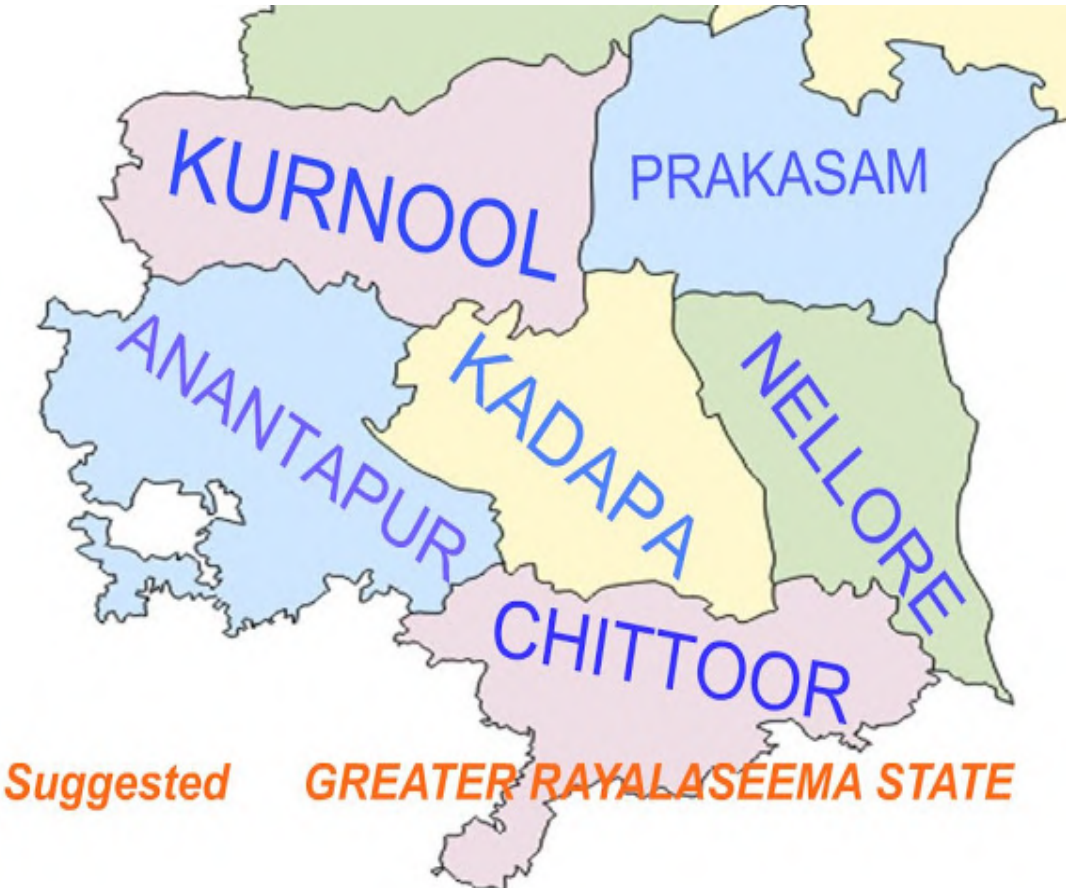 KURNOOL
PRAKASAM
ANANTAPUR
KADAPA
NELLORE
CHITTOOR
Suggested GREATER RAYALASEEMA STATE